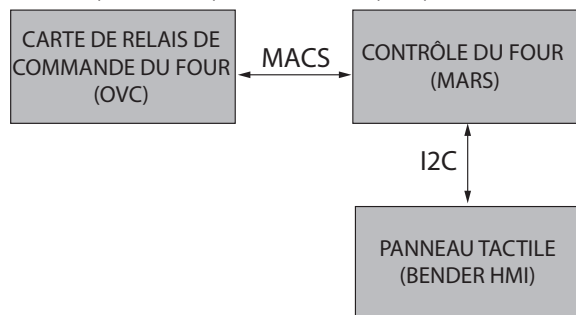 CARTE DE RELAIS DE
COMMANDE DU FOUR
(OVC)
MACS
CONTRÔLE DU FOUR
(MARS)
I2C
PANNEAU TACTILE
(BENDER HMI)